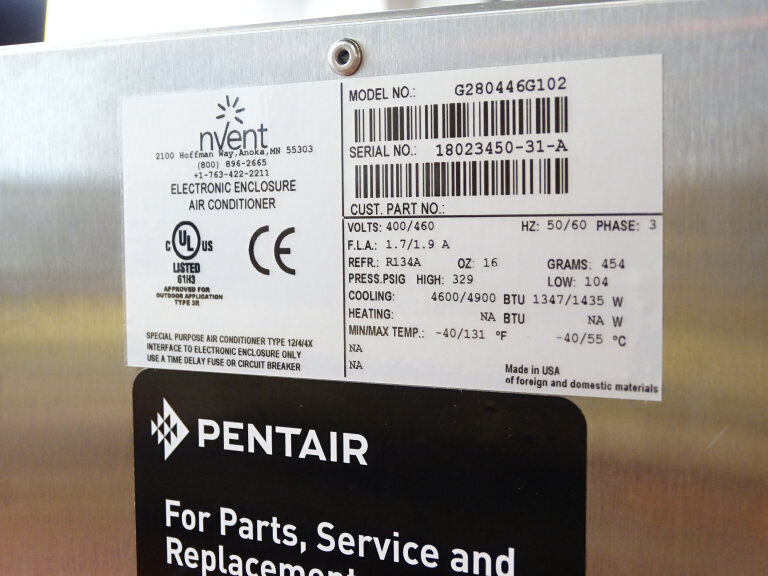 nVent
2100 Hoffman Way, Anoka, MN 55303
(800) 896-2665
+1-763-422-2211
ELECTRONIC ENCLOSURE
AIR CONDITIONER
C UL US
LISTED
61H3
APPROVED FOR
OUTDOOR APPLICATION
TYPE 3R
CE
SPECIAL PURPOSE AIR CONDITIONER TYPE 12/4/4X
INTERFACE TO ELECTRONIC ENCLOSURE ONLY
USE A TIME DELAY FUSE OR CIRCUIT BREAKER
MODEL NO.: G280446G102
SERIAL NO.: 18023450-31-A
CUST. PART NO.:
VOLTS: 400/460 HZ: 50/60 PHASE: 3
F.L.A.: 1.7/1.9 A
REFR.: R134A OZ: 16 GRAMS: 454
PRESS.PSIG HIGH: 329 LOW: 104
COOLING: 4600/4900 BTU 1347/1435 W
HEATING: NA BTU NA W
MIN/MAX TEMP.: -40/131 °F -40/55 °C
NA
NA
Made in USA
of foreign and domestic materials
PENTAIR
For Parts, Service and
Replacement